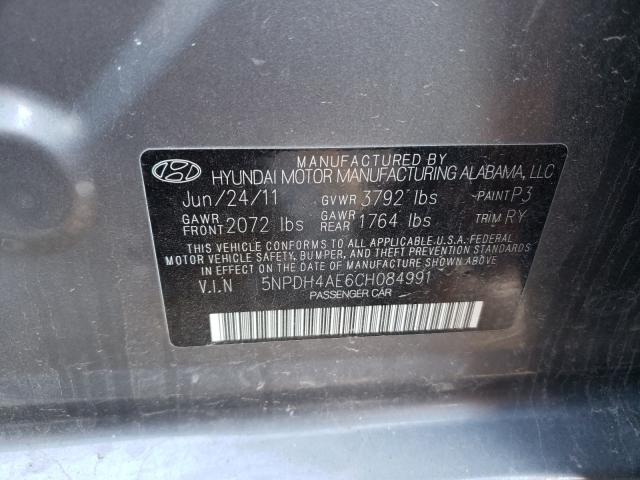 MANUFACTURED BY
HYUNDAI MOTOR MANUFACTURING ALABAMA, LLC
Jun/24/11 GVWR 3792 lbs PAINT P3
GAWR FRONT 2072 lbs GAWR REAR 1764 lbs TRIM RY
THIS VEHICLE CONFORMS TO ALL APPLICABLE U.S.A. FEDERAL
MOTOR VEHICLE SAFETY, BUMPER, AND THEFT PREVENTION STANDARDS
IN EFFECT ON THE DATE OF MANUFACTURE SHOWN ABOVE
V.I.N 5NPDH4AE6CH084991
PASSENGER CAR